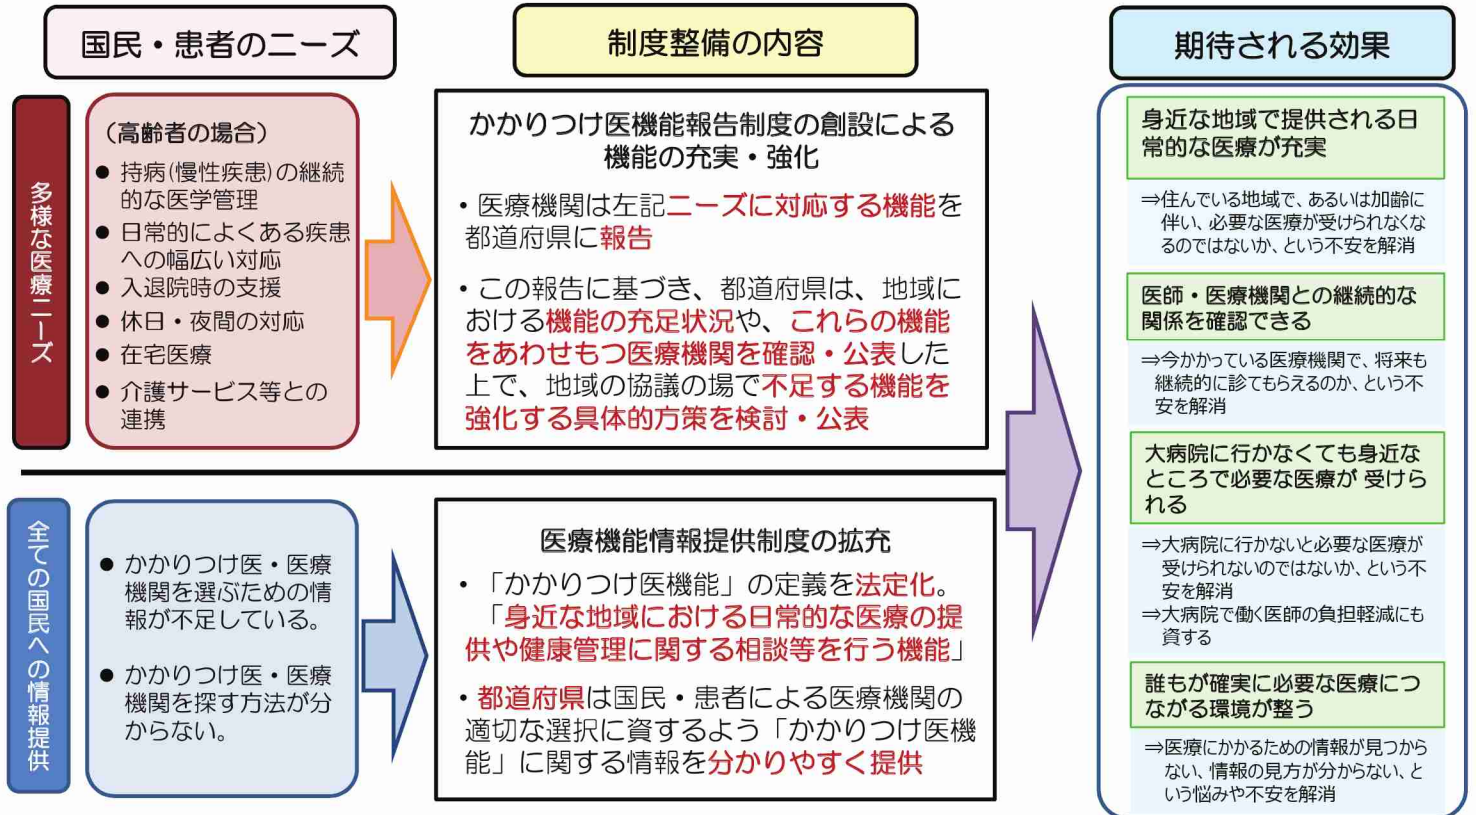 国民・患者のニーズ
制度整備の内容
期待される効果
多様な医療ニーズ
(高齢者の場合)
● 持病(慢性疾患)の継続
的な医学管理
● 日常的によくある疾患
への幅広い対応
● 入退院時の支援
● 休日・夜間の対応
● 在宅医療
● 介護サービス等との
連携
かかりつけ医機能報告制度の創設による
機能の充実・強化
・医療機関は左記ニーズに対応する機能を
都道府県に報告
・この報告に基づき、都道府県は、地域に
おける機能の充足状況や、これらの機能
をあわせもつ医療機関を確認・公表した
上で、地域の協議の場で不足する機能を
強化する具体的方策を検討・公表
全ての国民への情報提供
● かかりつけ医・医療
機関を選ぶための情
報が不足している。
● かかりつけ医・医療
機関を探す方法が分
からない。
医療機能情報提供制度の拡充
・「かかりつけ医機能」の定義を法定化。
「身近な地域における日常的な医療の提
供や健康管理に関する相談等を行う機能」
・都道府県は国民・患者による医療機関の
適切な選択に資するよう「かかりつけ医機
能」に関する情報を分かりやすく提供
身近な地域で提供される日
常的な医療が充実
⇒住んでいる地域で、あるいは加齢に
伴い、必要な医療が受けられなくな
るのではないか、という不安を解消
医師・医療機関との継続的な
関係を確認できる
⇒今かかっている医療機関で、将来も
継続的に診てもらえるのか、という不
安を解消
大病院に行かなくても身近な
ところで必要な医療が 受けら
れる
⇒大病院に行かないと必要な医療が
受けられないのではないか、という不
安を解消
⇒大病院で働く医師の負担軽減にも
資する
誰もが確実に必要な医療につ
ながる環境が整う
⇒医療にかかるための情報が見つから
ない、情報の見方が分からない、と
いう悩みや不安を解消